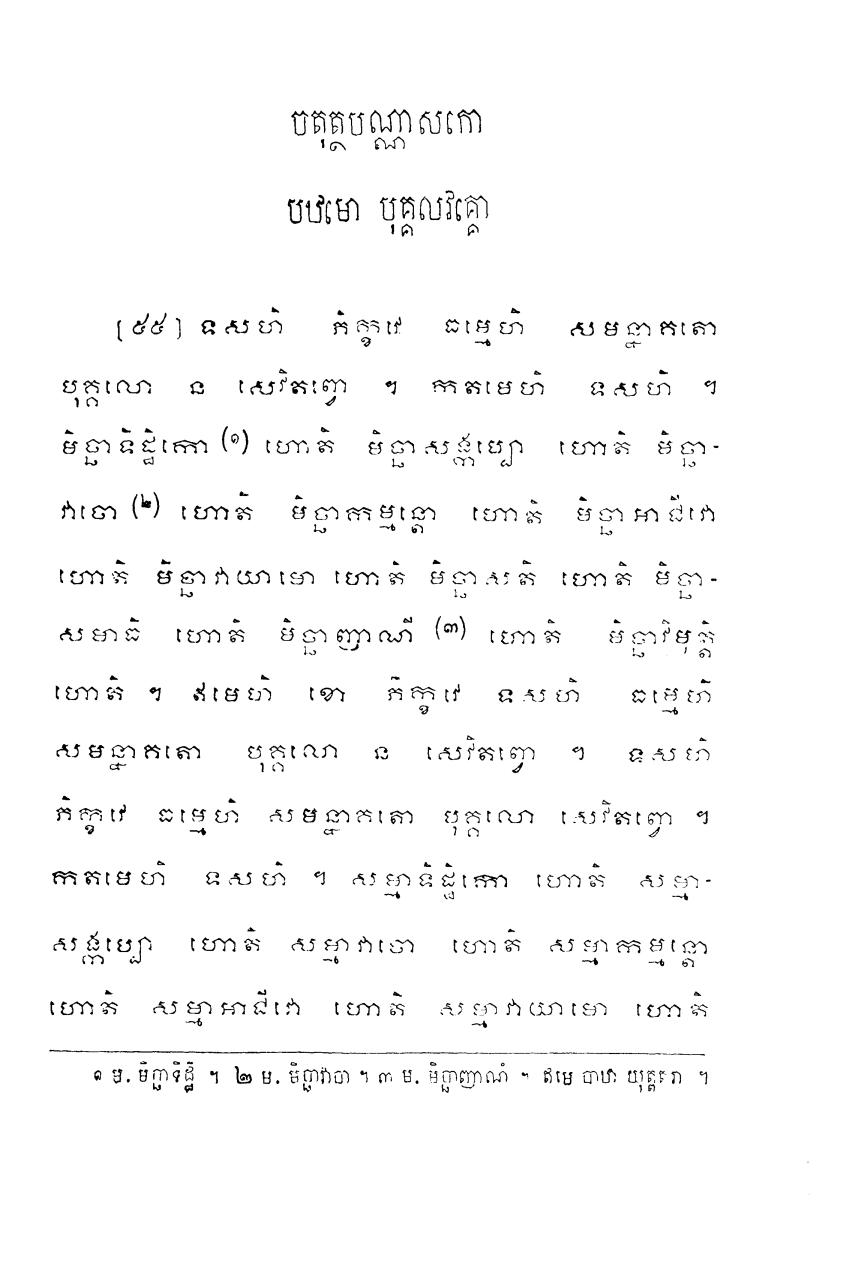 ចតុត្ថបណ្ណាសកោ
បឋមោ បុគ្គលវគ្គោ
[៥៥] ទសហិ ភិក្ខវេ ធម្មេហិ សមន្នាគតោ
បុគ្គលោ ន សេវិតព្វោ ។ កតមេហិ ទសហិ ។
មិច្ឆាទិដ្ឋិកោ (១) ហោតិ មិច្ឆាសង្កប្បោ ហោតិ មិច្ឆា-
វាចោ (២) ហោតិ មិច្ឆាកម្មន្តោ ហោតិ មិច្ឆាអាជីវោ
ហោតិ មិច្ឆាវាយាមោ ហោតិ មិច្ឆាសតិ ហោតិ មិច្ឆា-
សមាធិ ហោតិ មិច្ឆាញាណី (៣) ហោតិ មិច្ឆាវិមុត្តិ
ហោតិ ។ ឥមេហិ ខោ ភិក្ខវេ ទសហិ ធម្មេហិ
សមន្នាគតោ បុគ្គលោ ន សេវិតព្វោ ។ ទសហិ
ភិក្ខវេ ធម្មេហិ សមន្នាគតោ បុគ្គលោ សេវិតព្វោ ។
កតមេហិ ទសហិ ។ សម្មាទិដ្ឋិកោ ហោតិ សម្មា-
សង្កប្បោ ហោតិ សម្មាវាចោ ហោតិ សម្មាកម្មន្តោ
ហោតិ សម្មាអាជីវោ ហោតិ សម្មាវាយាមោ ហោតិ
១ ម. មិច្ឆាទិដ្ឋិ ។ ២ ម. មិច្ឆាវាចា ។ ៣ ម. មិច្ឆាញាណំ ។ ឥមេ បាឋា យុត្តតរា ។